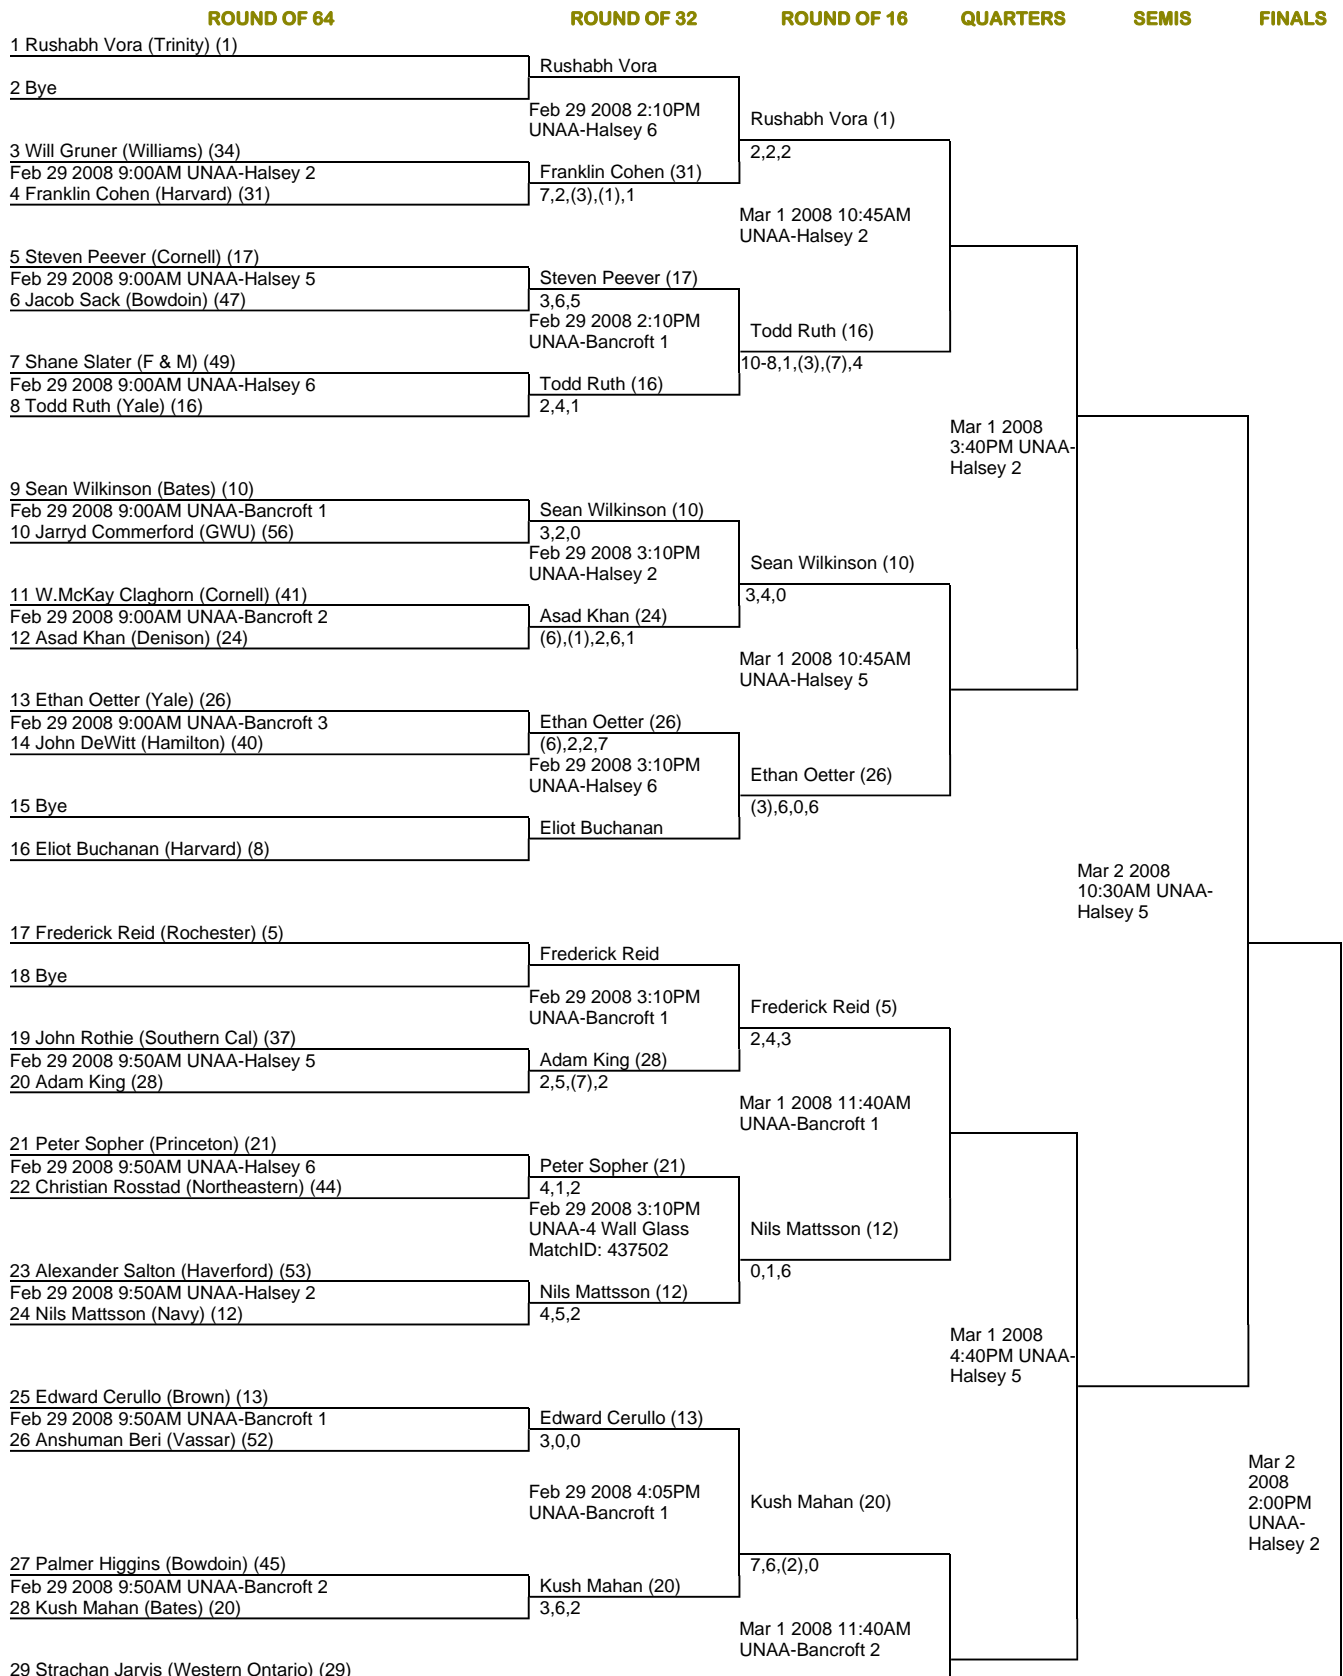 ROUND OF 64
ROUND OF 32
ROUND OF 16
QUARTERS
SEMIS
FINALS
1 Rushabh Vora (Trinity) (1)
Rushabh Vora
2 Bye
Feb 29 2008 2:10PM
UNAA-Halsey 6
Rushabh Vora (1)
2,2,2
3 Will Gruner (Williams) (34)
Feb 29 2008 9:00AM UNAA-Halsey 2
4 Franklin Cohen (Harvard) (31)
Franklin Cohen (31)
7,2,(3),(1),1
Mar 1 2008 10:45AM
UNAA-Halsey 2
5 Steven Peever (Cornell) (17)
Feb 29 2008 9:00AM UNAA-Halsey 5
6 Jacob Sack (Bowdoin) (47)
Steven Peever (17)
3,6,5
Feb 29 2008 2:10PM
UNAA-Bancroft 1
Todd Ruth (16)
10-8,1,(3),(7),4
7 Shane Slater (F & M) (49)
Feb 29 2008 9:00AM UNAA-Halsey 6
8 Todd Ruth (Yale) (16)
Todd Ruth (16)
2,4,1
Mar 1 2008
3:40PM UNAA-
Halsey 2
9 Sean Wilkinson (Bates) (10)
Feb 29 2008 9:00AM UNAA-Bancroft 1
10 Jarryd Commerford (GWU) (56)
Sean Wilkinson (10)
3,2,0
Feb 29 2008 3:10PM
UNAA-Halsey 2
Sean Wilkinson (10)
3,4,0
11 W.McKay Claghorn (Cornell) (41)
Feb 29 2008 9:00AM UNAA-Bancroft 2
12 Asad Khan (Denison) (24)
Asad Khan (24)
(6),(1),2,6,1
Mar 1 2008 10:45AM
UNAA-Halsey 5
13 Ethan Oetter (Yale) (26)
Feb 29 2008 9:00AM UNAA-Bancroft 3
14 John DeWitt (Hamilton) (40)
Ethan Oetter (26)
(6),2,2,7
Feb 29 2008 3:10PM
UNAA-Halsey 6
Ethan Oetter (26)
(3),6,0,6
15 Bye
Eliot Buchanan
16 Eliot Buchanan (Harvard) (8)
Mar 2 2008
10:30AM UNAA-
Halsey 5
17 Frederick Reid (Rochester) (5)
Frederick Reid
18 Bye
Feb 29 2008 3:10PM
UNAA-Bancroft 1
Frederick Reid (5)
2,4,3
19 John Rothie (Southern Cal) (37)
Feb 29 2008 9:50AM UNAA-Halsey 5
20 Adam King (28)
Adam King (28)
2,5,(7),2
Mar 1 2008 11:40AM
UNAA-Bancroft 1
21 Peter Sopher (Princeton) (21)
Feb 29 2008 9:50AM UNAA-Halsey 6
22 Christian Rosstad (Northeastern) (44)
Peter Sopher (21)
4,1,2
Feb 29 2008 3:10PM
UNAA-4 Wall Glass
MatchID: 437502
Nils Mattsson (12)
0,1,6
23 Alexander Salton (Haverford) (53)
Feb 29 2008 9:50AM UNAA-Halsey 2
24 Nils Mattsson (Navy) (12)
Nils Mattsson (12)
4,5,2
Mar 1 2008
4:40PM UNAA-
Halsey 5
25 Edward Cerullo (Brown) (13)
Feb 29 2008 9:50AM UNAA-Bancroft 1
26 Anshuman Beri (Vassar) (52)
Edward Cerullo (13)
3,0,0
Feb 29 2008 4:05PM
UNAA-Bancroft 1
Kush Mahan (20)
7,6,(2),0
Mar 2
2008
2:00PM
UNAA-
Halsey 2
27 Palmer Higgins (Bowdoin) (45)
Feb 29 2008 9:50AM UNAA-Bancroft 2
28 Kush Mahan (Bates) (20)
Kush Mahan (20)
3,6,2
Mar 1 2008 11:40AM
UNAA-Bancroft 2
29 Strachan Jarvis (Western Ontario) (29)